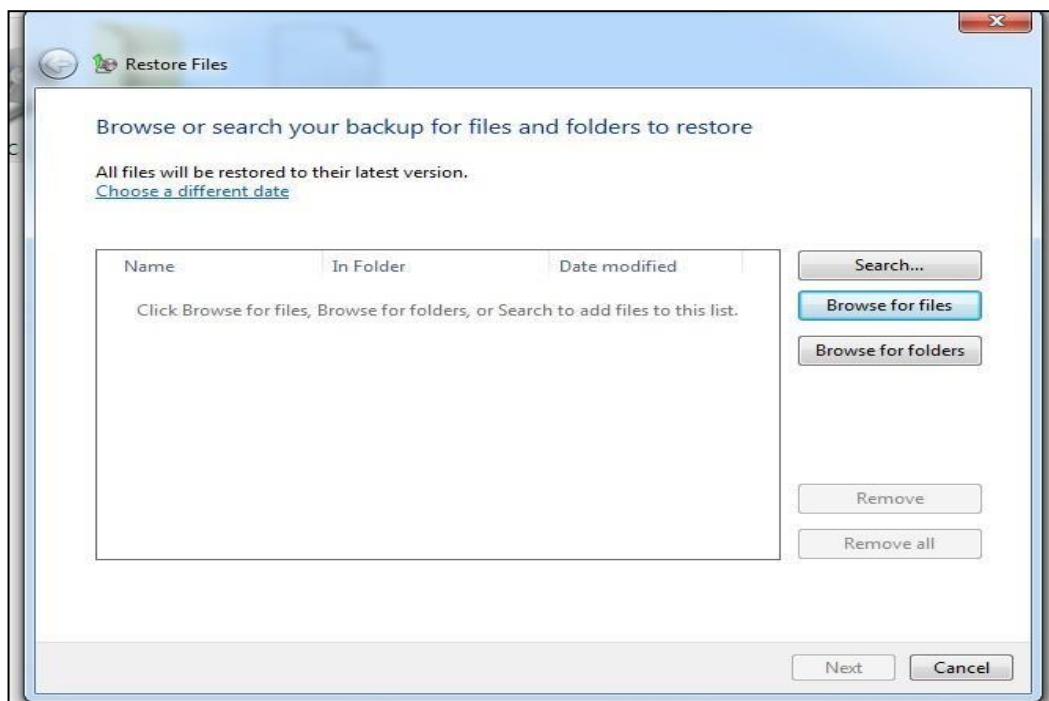 Restore Files
Browse or search your backup for files and folders to restore
All files will be restored to their latest version.
Choose a different date
Name In Folder Date modified
Click Browse for files, Browse for folders, or Search to add files to this list.
Search...
Browse for files
Browse for folders
Remove
Remove all
Next Cancel